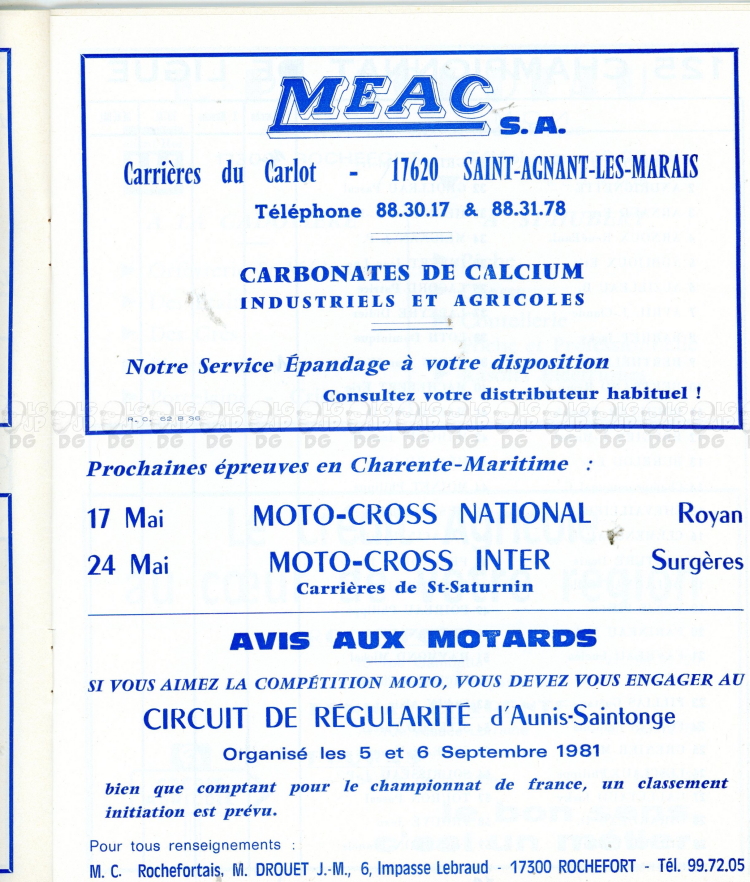 MEAC S.A.
Carrières du Carlot - 17620 SAINT-AGNANT-LES-MARAIS
Téléphone 88.30.17 & 88.31.78
CARBONATES DE CALCIUM
INDUSTRIELS ET AGRICOLES
Notre Service Épandage à votre disposition
Consultez votre distributeur habituel !
R.C. 62 B 36
Prochaines épreuves en Charente-Maritime :
17 Mai MOTO-CROSS NATIONAL Royan
24 Mai MOTO-CROSS INTER Surgères
Carrières de St-Saturnin
AVIS AUX MOTARDS
SI VOUS AIMEZ LA COMPÉTITION MOTO, VOUS DEVEZ VOUS ENGAGER AU
CIRCUIT DE RÉGULARITÉ d'Aunis-Saintonge
Organisé les 5 et 6 Septembre 1981
bien que comptant pour le championnat de france, un classement
initiation est prévu.
Pour tous renseignements :
M. C. Rochefortais, M. DROUET J.-M., 6, Impasse Lebraud - 17300 ROCHEFORT - Tél. 99.72.05